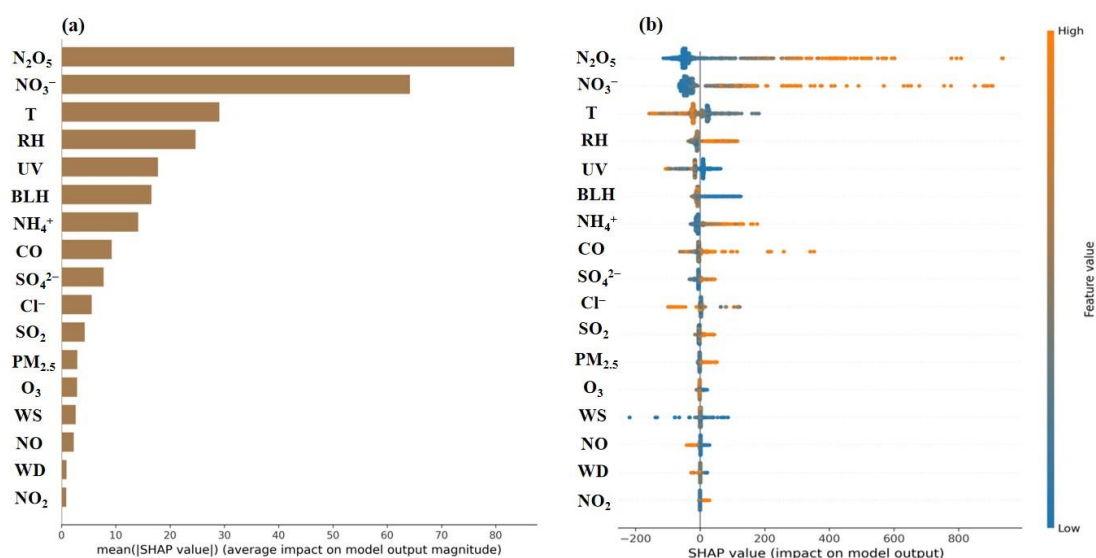 (a)
N₂O₅
NO₃⁻
T
RH
UV
BLH
NH₄⁺
CO
SO₄²⁻
Cl⁻
SO₂
PM₂.₅
O₃
WS
NO
WD
NO₂
0 10 20 30 40 50 60 70 80
mean(|SHAP value|) (average impact on model output magnitude)
(b)
N₂O₅
NO₃⁻
T
RH
UV
BLH
NH₄⁺
CO
SO₄²⁻
Cl⁻
SO₂
PM₂.₅
O₃
WS
NO
WD
NO₂
−200 0 200 400 600 800
SHAP value (impact on model output)
High
Feature value
Low